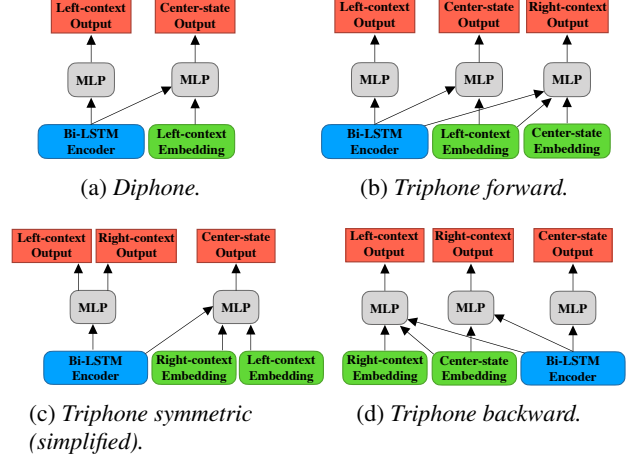 Left-context
Output
Center-state
Output
MLP
MLP
Bi-LSTM
Encoder
Left-context
Embedding
(a) Diphone.
Left-context
Output
Center-state
Output
Right-context
Output
MLP
MLP
MLP
Bi-LSTM
Encoder
Left-context
Embedding
Center-state
Embedding
(b) Triphone forward.
Left-context
Output
Right-context
Output
Center-state
Output
MLP
MLP
Bi-LSTM
Encoder
Right-context
Embedding
Left-context
Embedding
(c) Triphone symmetric
(simplified).
Left-context
Output
Right-context
Output
Center-state
Output
MLP
MLP
MLP
Right-context
Embedding
Center-state
Embedding
Bi-LSTM
Encoder
(d) Triphone backward.